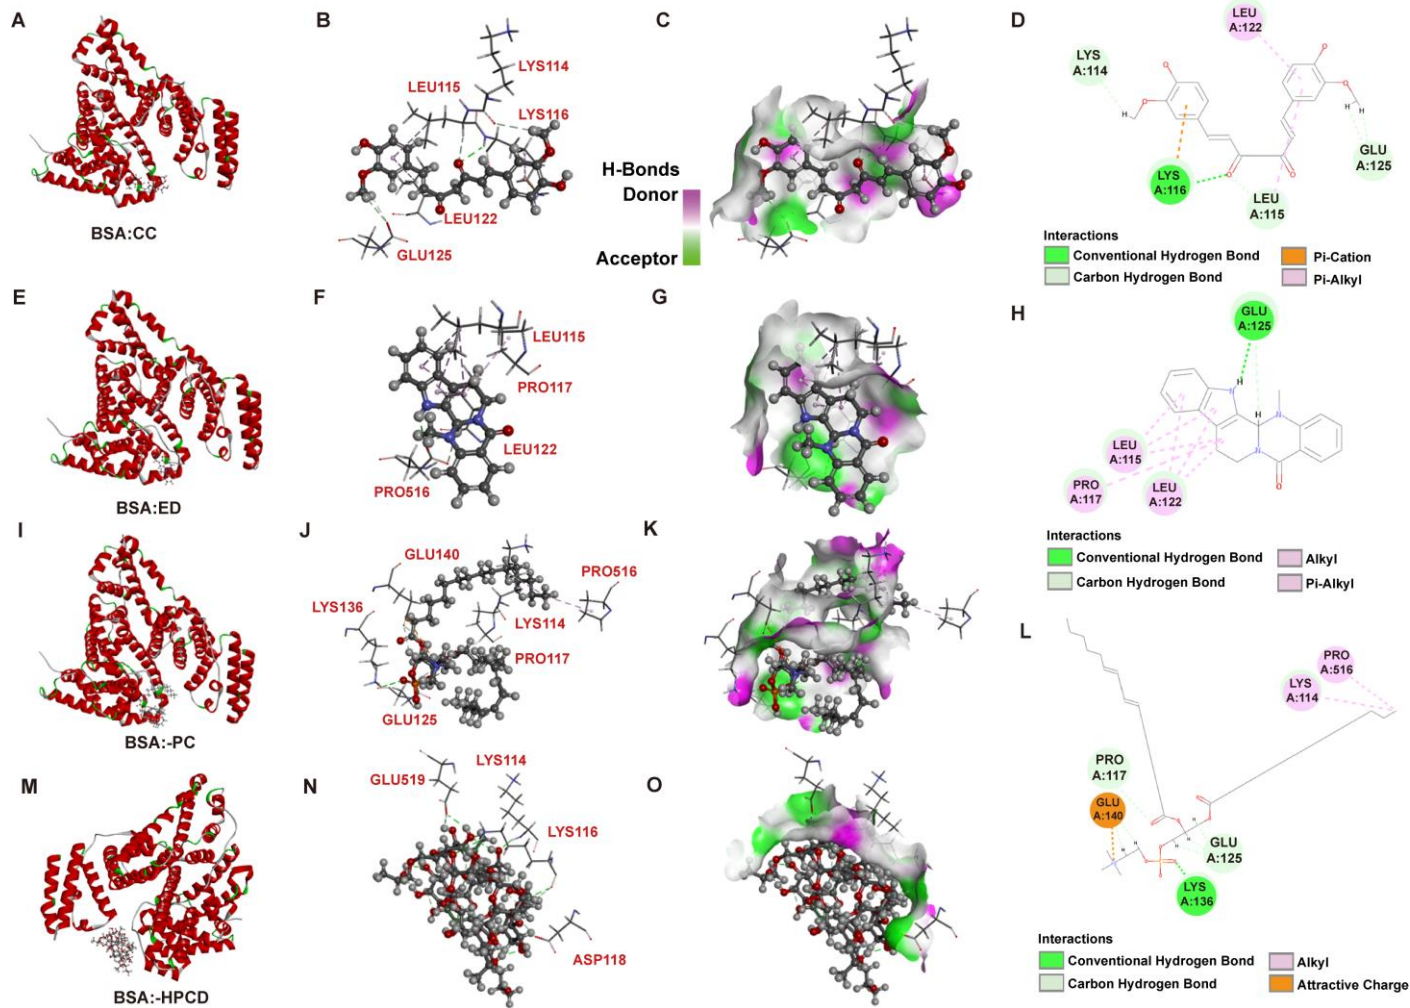 A
BSA:CC
B
LYS114
LEU115
LYS116
LEU122
GLU125
H-Bonds
Donor
Acceptor
C
D
LEU
A:122
LYS
A:114
O
O
O
O
H
H
H
GLU
A:125
LYS
A:116
O
O
LEU
A:115
Interactions
Conventional Hydrogen Bond
Pi-Cation
Carbon Hydrogen Bond
Pi-Alkyl
E
BSA:ED
F
LEU115
PRO117
LEU122
PRO516
G
H
GLU
A:125
H
N
H
N
N
O
LEU
A:115
PRO
A:117
LEU
A:122
Interactions
Conventional Hydrogen Bond
Alkyl
Carbon Hydrogen Bond
Pi-Alkyl
I
BSA:-PC
J
GLU140
PRO516
LYS136
LYS114
PRO117
GLU125
K
L
PRO
A:516
LYS
A:114
PRO
A:117
GLU
A:140
GLU
A:125
LYS
A:136
Interactions
Conventional Hydrogen Bond
Alkyl
Carbon Hydrogen Bond
Attractive Charge
M
BSA:-HPCD
N
LYS114
GLU519
LYS116
ASP118
O